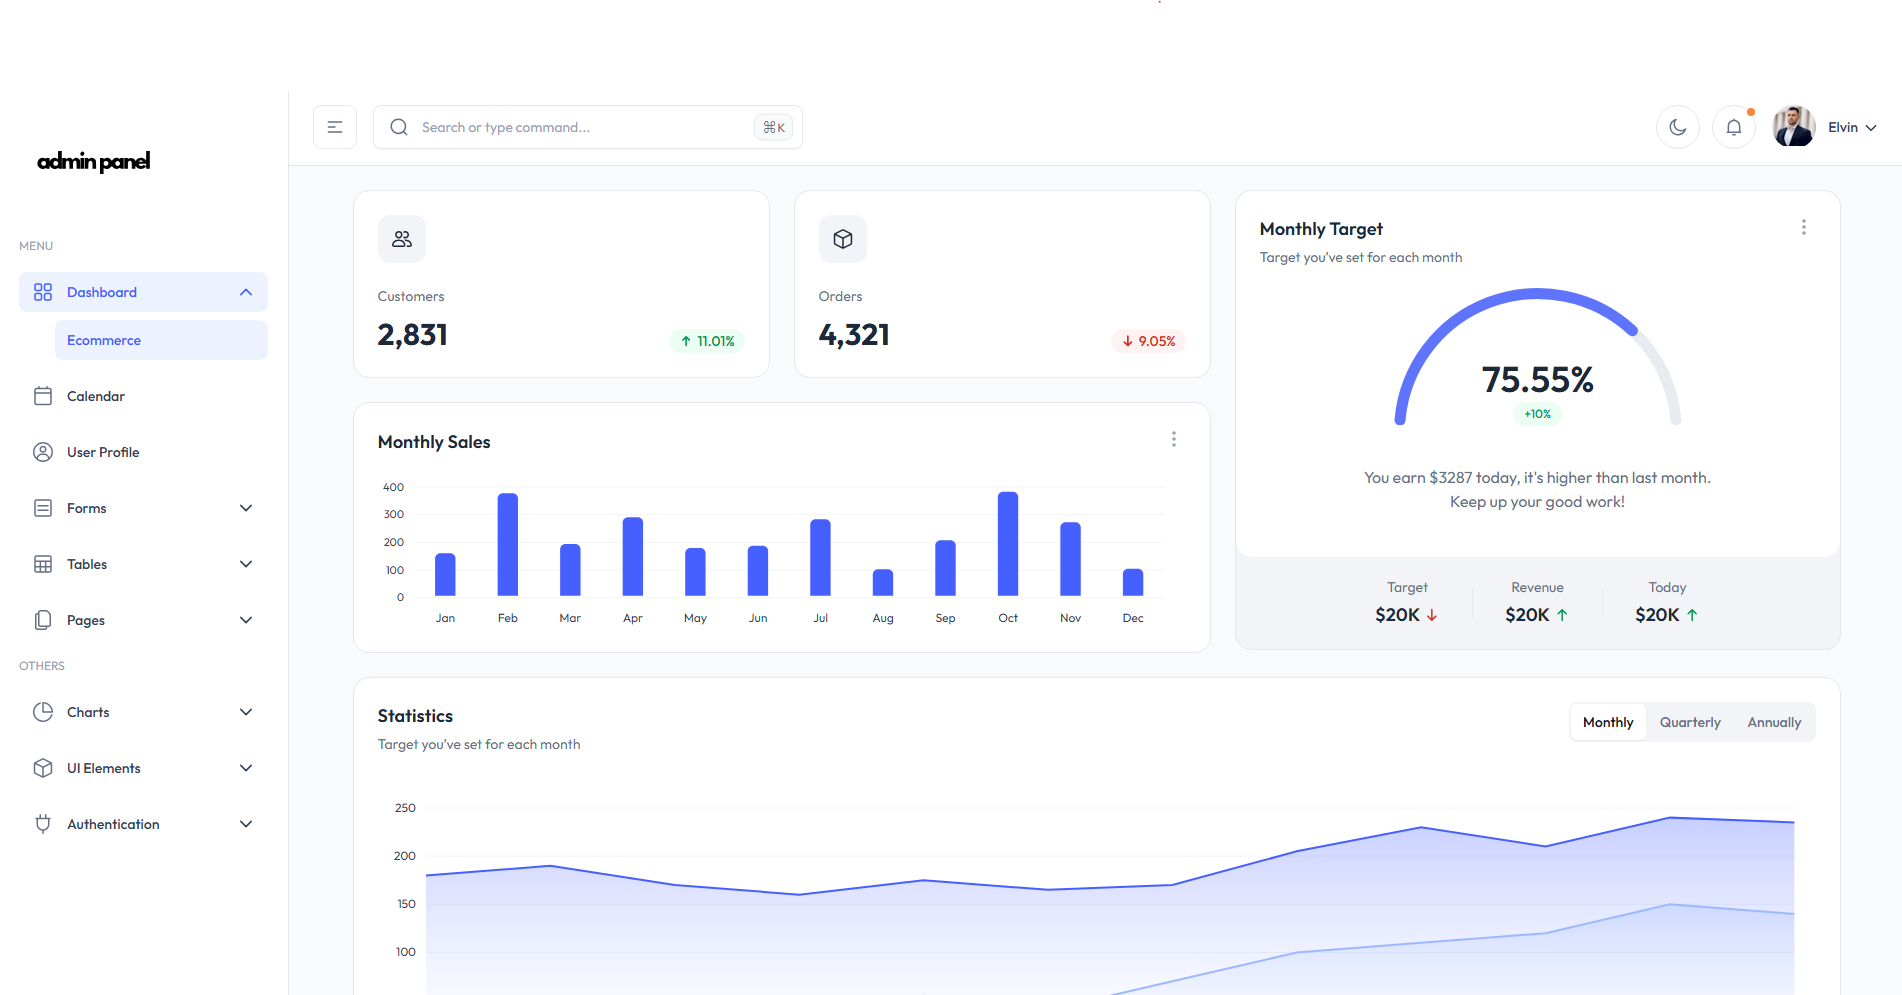 admin panel
MENU
Dashboard
Ecommerce
Calendar
User Profile
Forms
Tables
Pages
OTHERS
Charts
UI Elements
Authentication
Search or type command...
⌘K
Elvin
Customers
2,831
11.01%
Orders
4,321
9.05%
Monthly Sales
400
300
200
100
0
Jan Feb Mar Apr May Jun Jul Aug Sep Oct Nov Dec
Monthly Target
Target you've set for each month
75.55%
+10%
You earn $3287 today, it's higher than last month.
Keep up your good work!
Target Revenue Today
$20K $20K $20K
Statistics
Target you've set for each month
Monthly Quarterly Annually
250
200
150
100